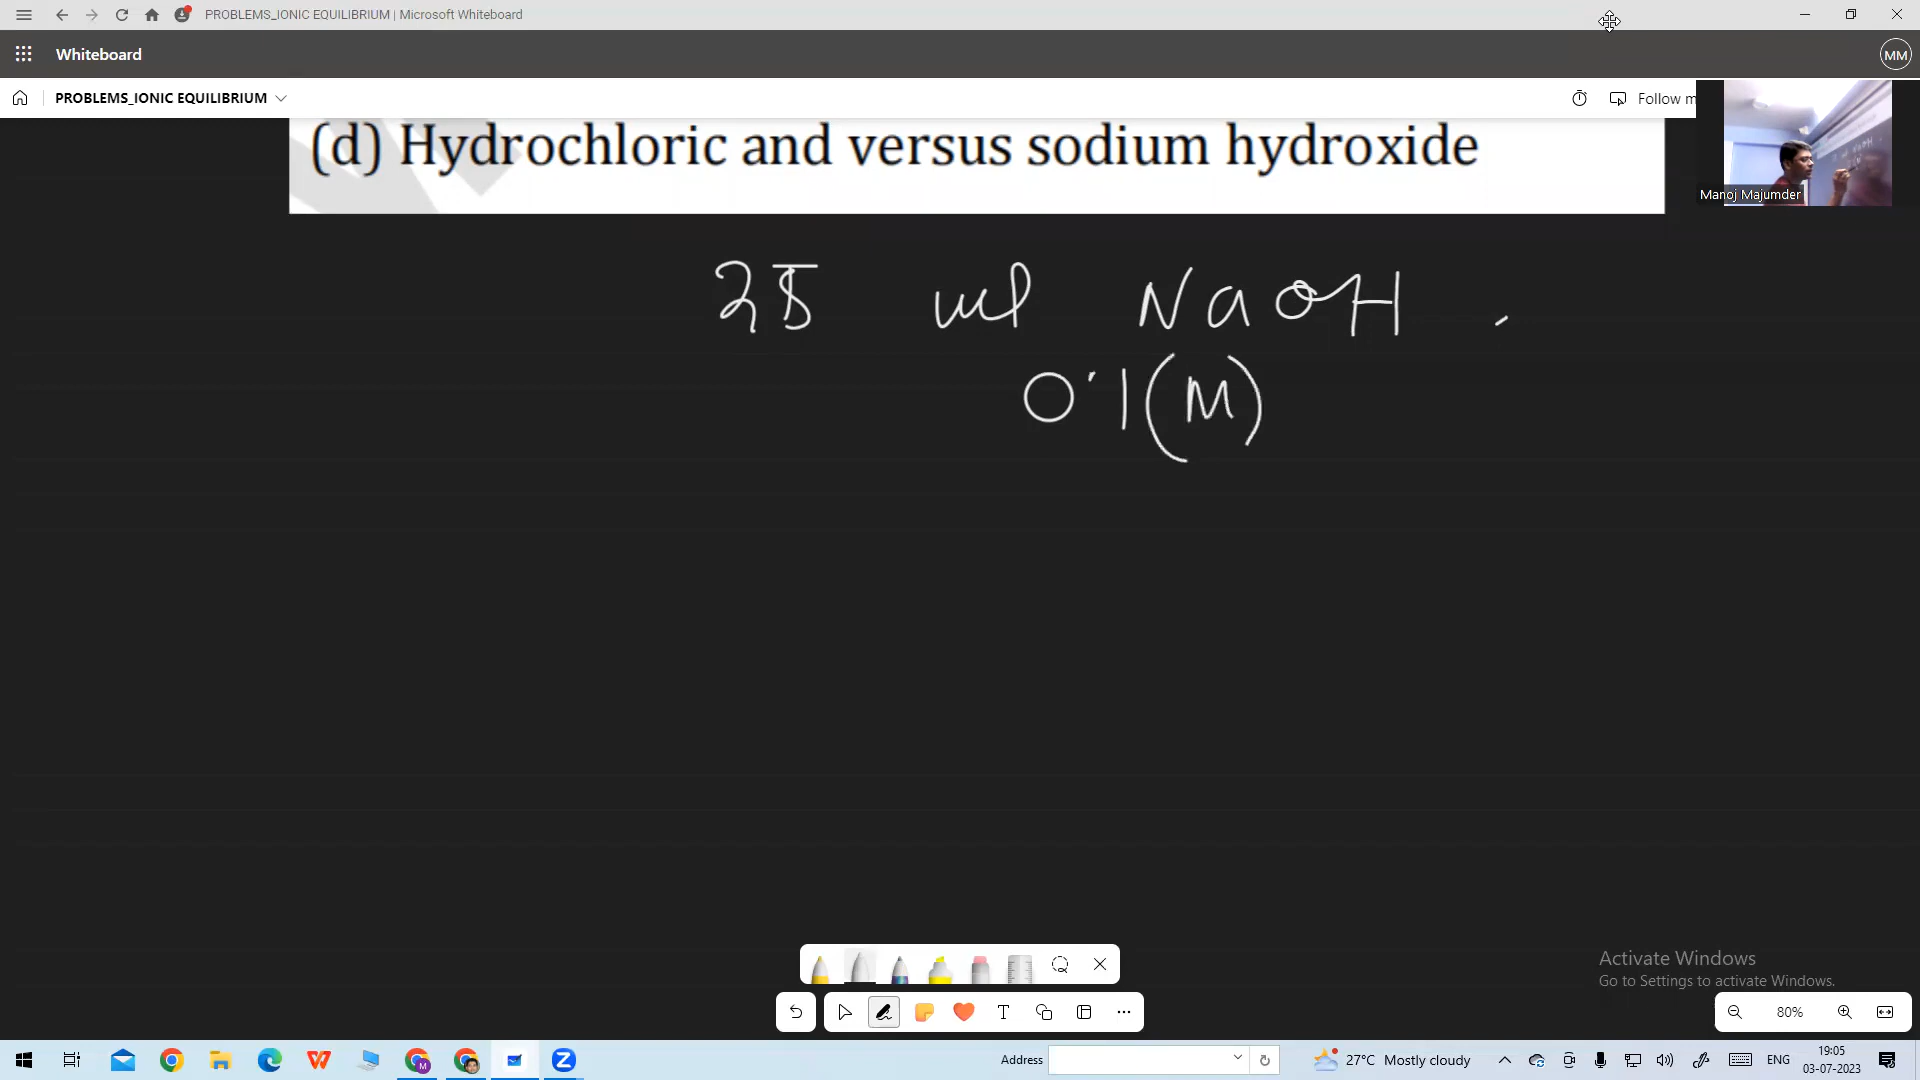 PROBLEMS_IONIC EQUILIBRIUM | Microsoft Whiteboard
Whiteboard
MM
PROBLEMS_IONIC EQUILIBRIUM
Follow m
Manoj Majumder
(d) Hydrochloric and versus sodium hydroxide
25 ml NaOH ,
0.1(M)
Activate Windows
Go to Settings to activate Windows.
80%
Address
27°C Mostly cloudy
ENG
19:05
03-07-2023